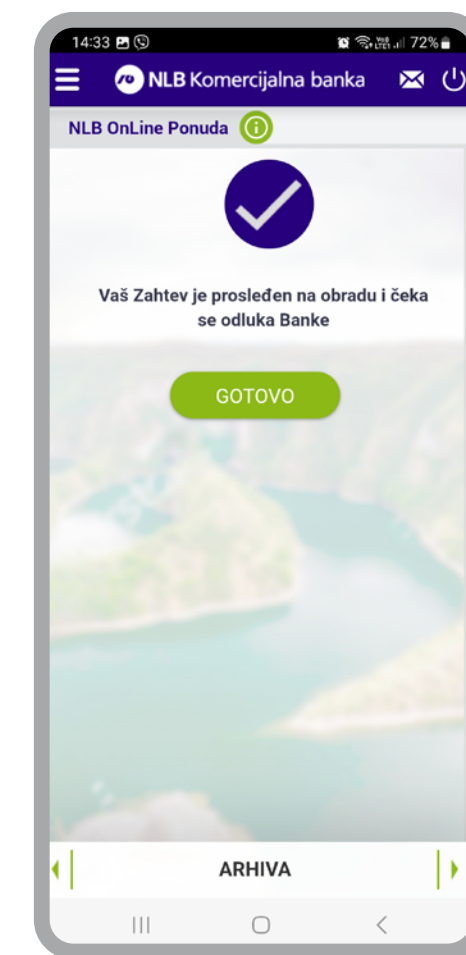 14:33 72%
NLB Komercijalna banka
NLB OnLine Ponuda
Vaš Zahtev je prosleđen na obradu i čeka
se odluka Banke
GOTOVO
ARHIVA